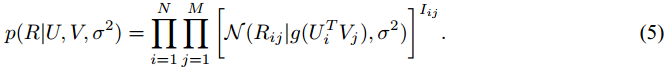 p(R|U, V, σ²) = ∏_{i=1}^{N} ∏_{j=1}^{M} [𝒩(R_{ij}|g(U_i^T V_j), σ²)]^{I_{ij}}. (5)